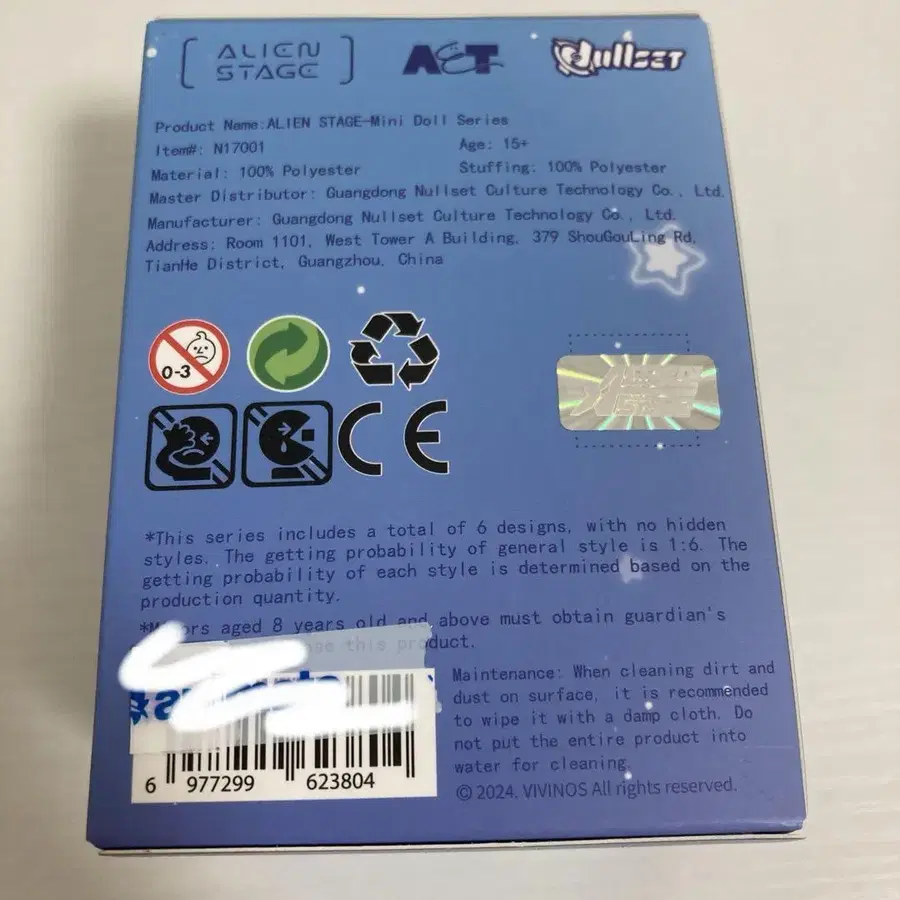 [ ALIEN STAGE ]
AET
Nullset
Product Name:ALIEN STAGE-Mini Doll Series
Item#: N17001
Age: 15+
Material: 100% Polyester
Stuffing: 100% Polyester
Master Distributor: Guangdong Nullset Culture Technology Co., Ltd.
Manufacturer: Guangdong Nullset Culture Technology Co., Ltd.
Address: Room 1101, West Tower A Building, 379 ShouGouLing Rd,
TianHe District, Guangzhou, China
0-3
CE
*This series includes a total of 6 designs, with no hidden
styles. The getting probability of general style is 1:6. The
getting probability of each style is determined based on the
production quantity.
aged 8 years old and above must obtain guardian's
this product.
Maintenance: When cleaning dirt and
dust on surface, it is recommended
to wipe it with a damp cloth. Do
not put the entire product into
water for cleaning.
6 977299 623804
© 2024. VIVINOS All rights reserved.